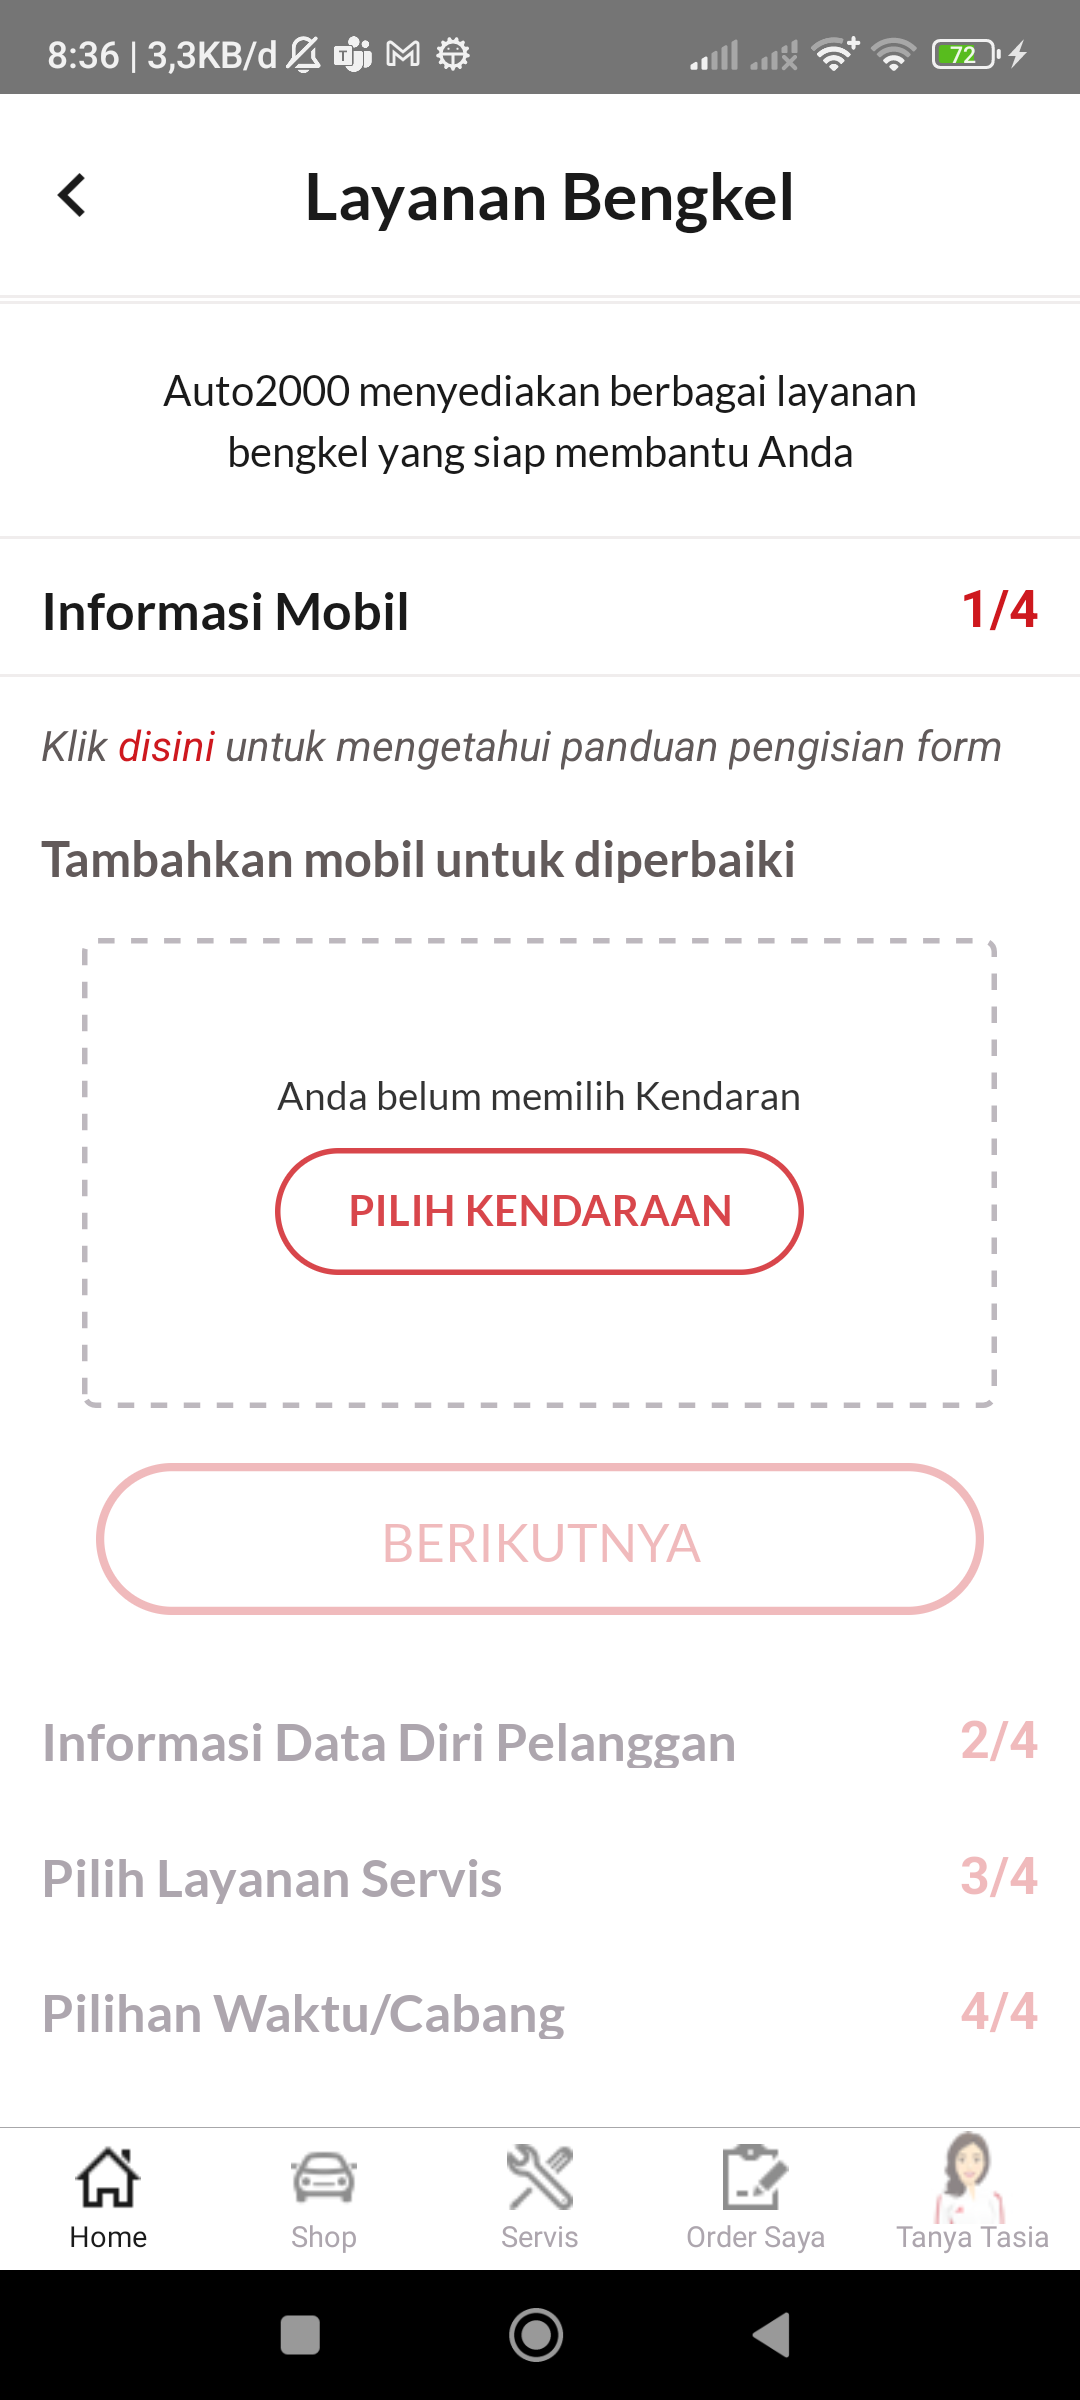 8:36 | 3,3KB/d
72
Layanan Bengkel
Auto2000 menyediakan berbagai layanan
bengkel yang siap membantu Anda
Informasi Mobil 1/4
Klik disini untuk mengetahui panduan pengisian form
Tambahkan mobil untuk diperbaiki
Anda belum memilih Kendaran
PILIH KENDARAAN
BERIKUTNYA
Informasi Data Diri Pelanggan 2/4
Pilih Layanan Servis 3/4
Pilihan Waktu/Cabang 4/4
Home Shop Servis Order Saya Tanya Tasia